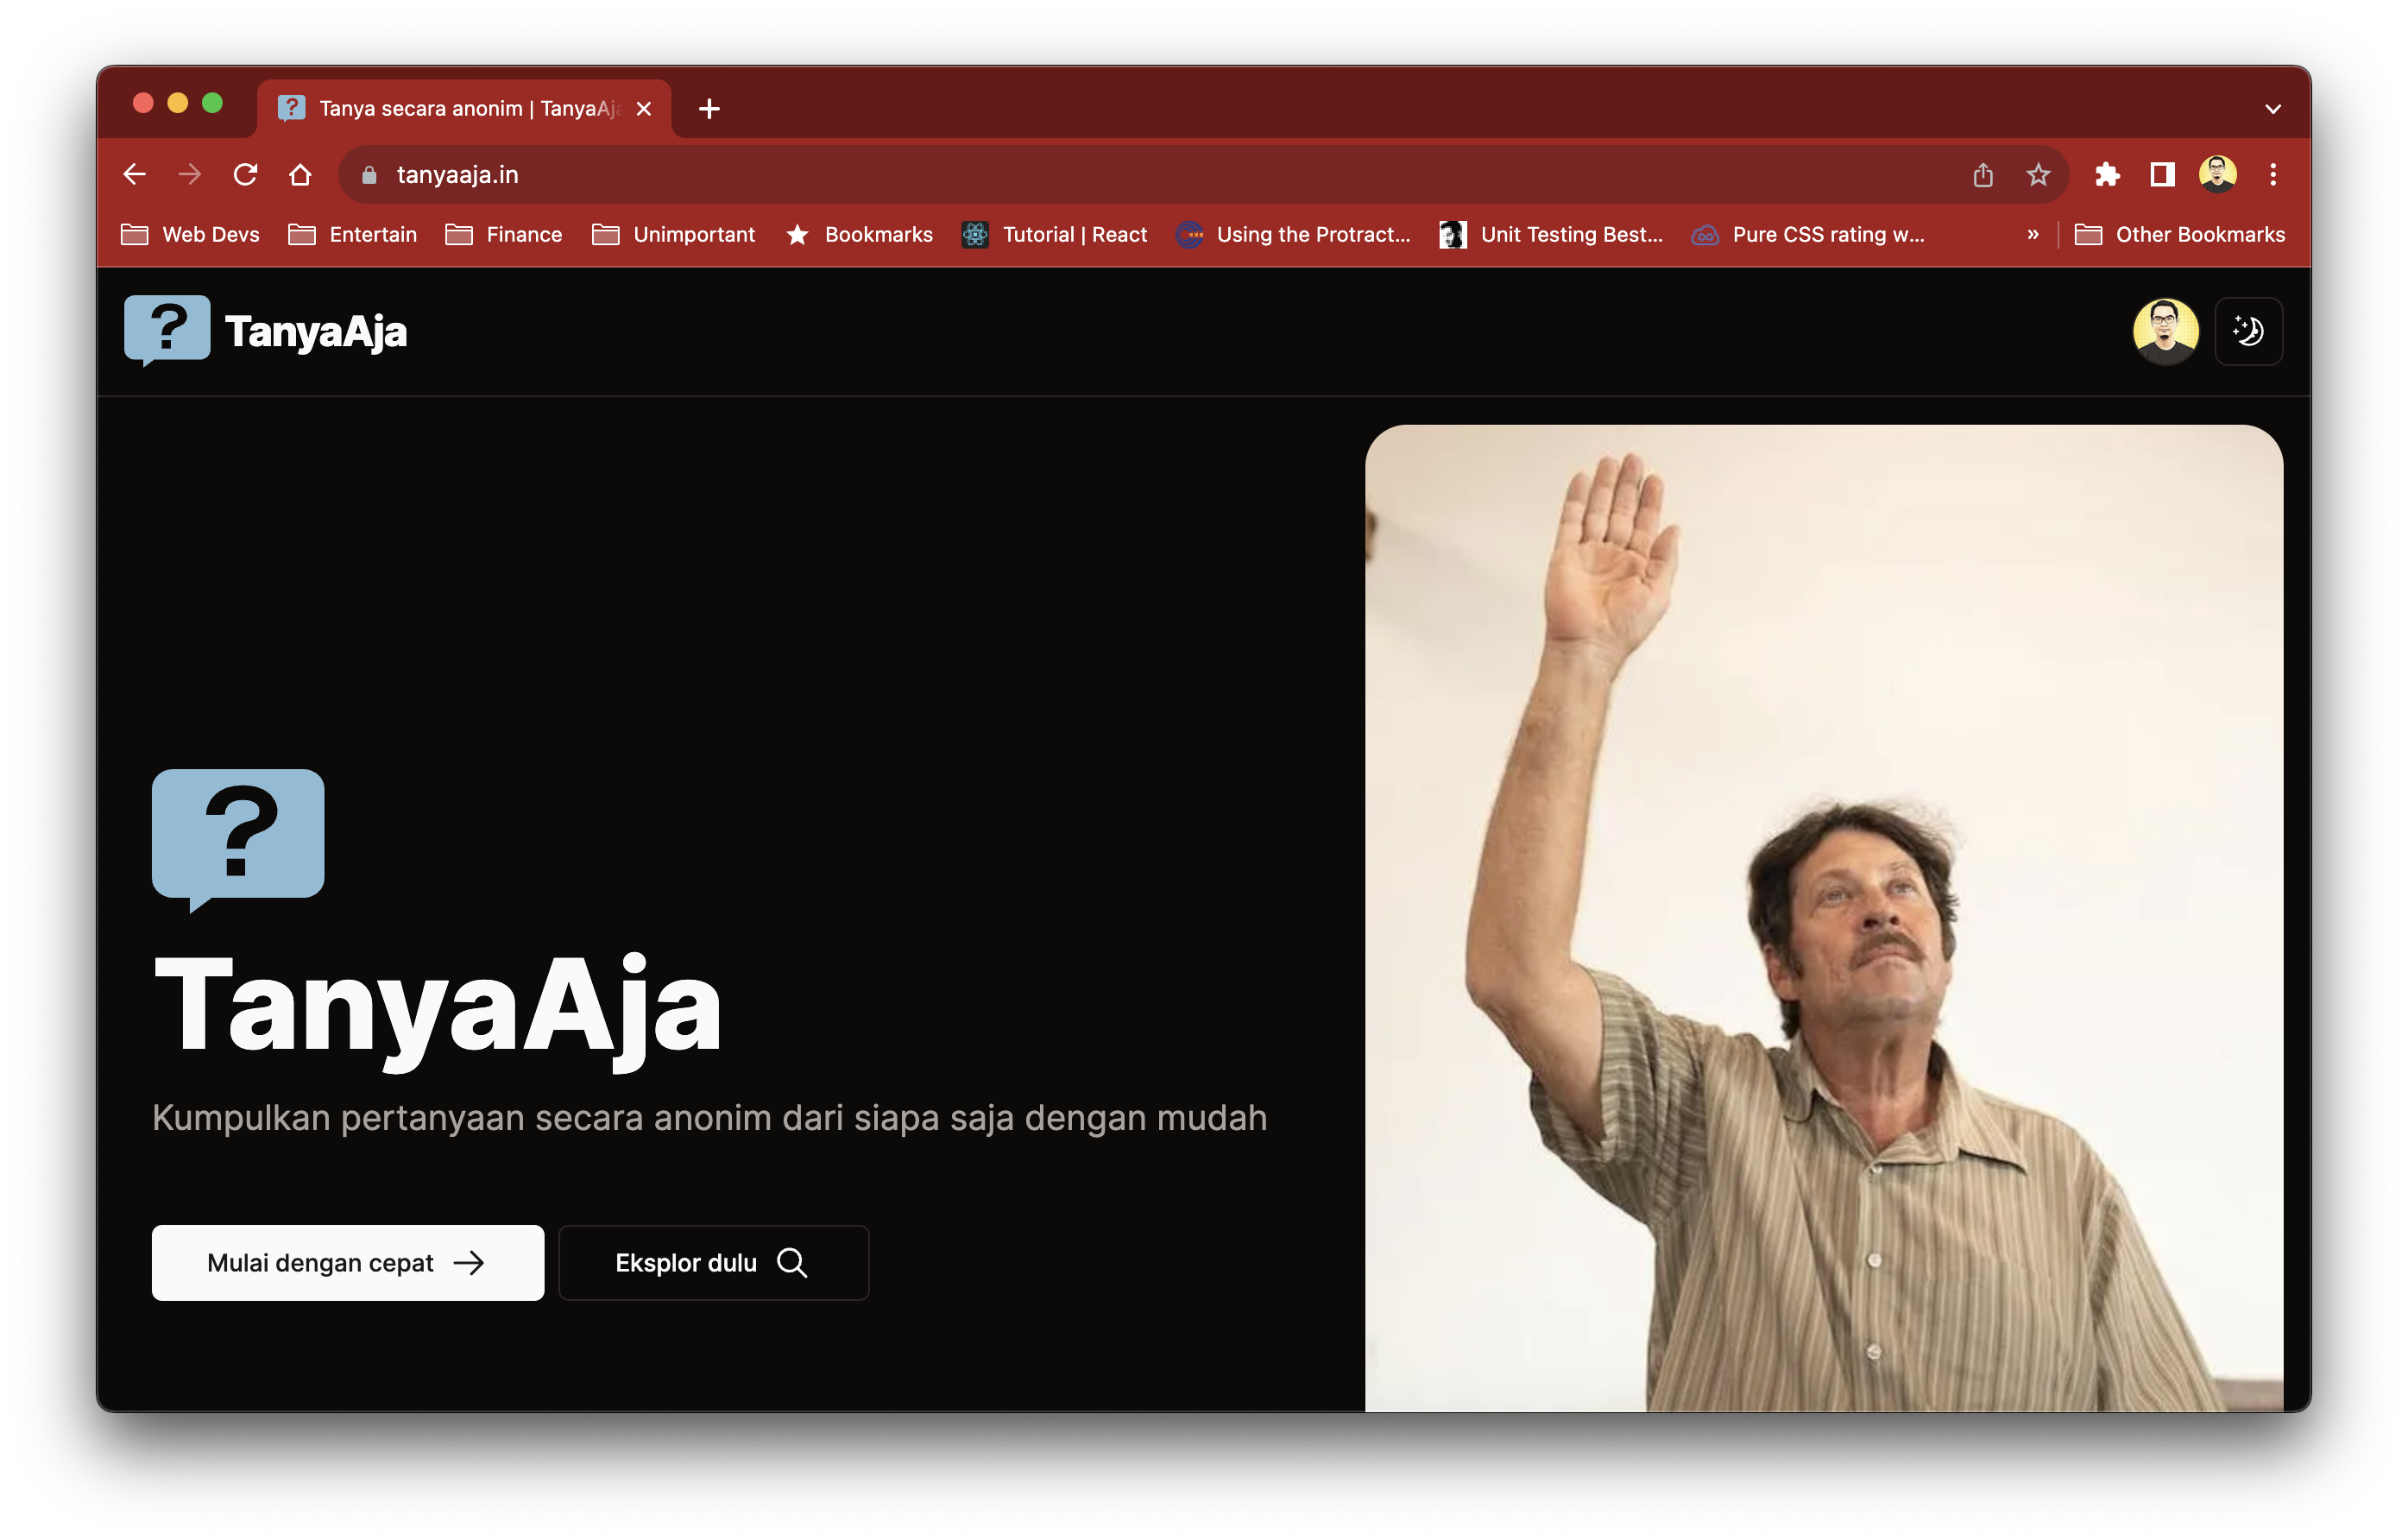 Tanya secara anonim | TanyaAja
tanyaaja.in
Web Devs
Entertain
Finance
Unimportant
Bookmarks
Tutorial | React
Using the Protract...
Unit Testing Best...
Pure CSS rating w...
»
Other Bookmarks
?
TanyaAja
?
TanyaAja
Kumpulkan pertanyaan secara anonim dari siapa saja dengan mudah
Mulai dengan cepat →
Eksplor dulu